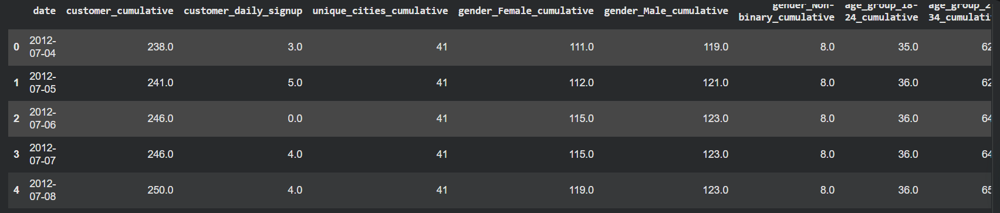 date customer_cumulative customer_daily_signup unique_cities_cumulative gender_Female_cumulative gender_Male_cumulative gender_Non-binary_cumulative age_group_18-24_cumulative
0 2012-07-04 238.0 3.0 41 111.0 119.0 8.0 35.0 62
1 2012-07-05 241.0 5.0 41 112.0 121.0 8.0 36.0 62
2 2012-07-06 246.0 0.0 41 115.0 123.0 8.0 36.0 64
3 2012-07-07 246.0 4.0 41 115.0 123.0 8.0 36.0 64
4 2012-07-08 250.0 4.0 41 119.0 123.0 8.0 36.0 65